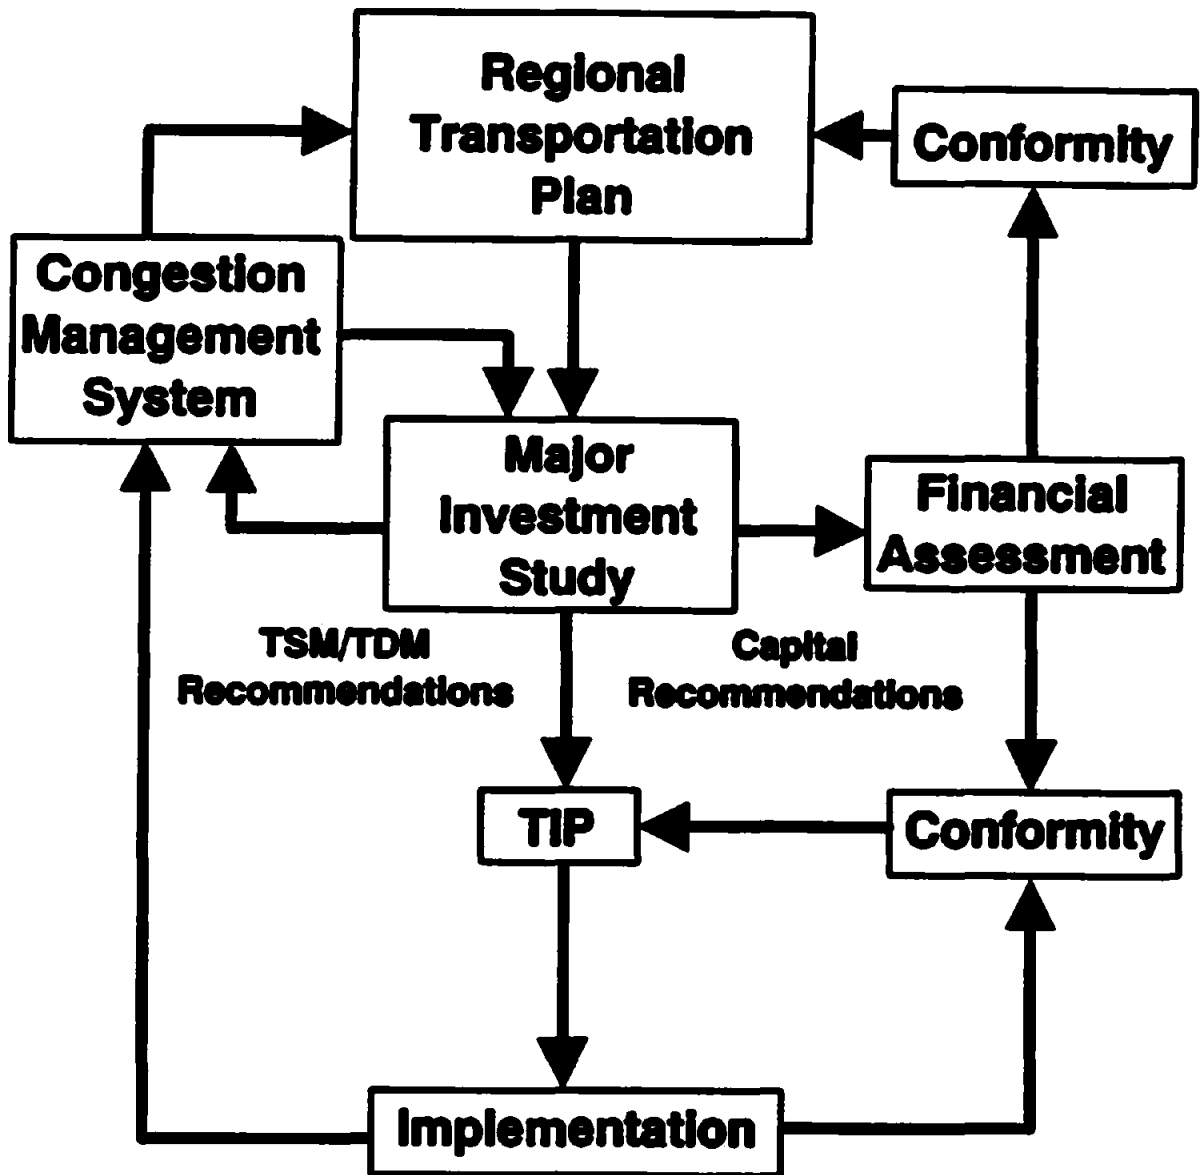 Regional
Transportation
Plan
Conformity
Congestion
Management
System
Major
Investment
Study
Financial
Assessment
TSM/TDM
Recommendations
Capital
Recommendations
TIP
Conformity
Implementation